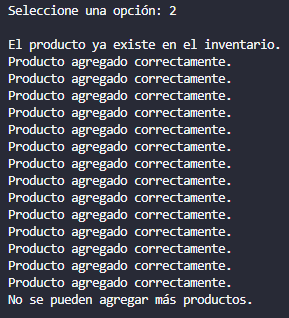 Seleccione una opción: 2
El producto ya existe en el inventario.
Producto agregado correctamente.
Producto agregado correctamente.
Producto agregado correctamente.
Producto agregado correctamente.
Producto agregado correctamente.
Producto agregado correctamente.
Producto agregado correctamente.
Producto agregado correctamente.
Producto agregado correctamente.
Producto agregado correctamente.
Producto agregado correctamente.
Producto agregado correctamente.
Producto agregado correctamente.
Producto agregado correctamente.
No se pueden agregar más productos.